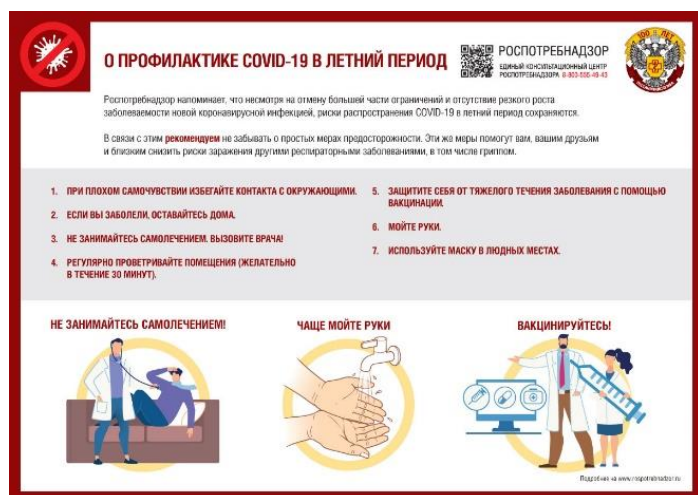 О ПРОФИЛАКТИКЕ COVID-19 В ЛЕТНИЙ ПЕРИОД
РОСПОТРЕБНАДЗОР
ЕДИНЫЙ КОНСУЛЬТАЦИОННЫЙ ЦЕНТР
РОСПОТРЕБНАДЗОРА 8-800-555-49-43
100 ЛЕТ
Роспотребнадзор напоминает, что несмотря на отмену большей части ограничений и отсутствие резкого роста
заболеваемости новой коронавирусной инфекцией, риски распространения COVID-19 в летний период сохраняются.
В связи с этим рекомендуем не забывать о простых мерах предосторожности. Эти же меры помогут вам, вашим друзьям
и близким снизить риски заражения другими респираторными заболеваниями, в том числе гриппом.
1. ПРИ ПЛОХОМ САМОЧУВСТВИИ ИЗБЕГАЙТЕ КОНТАКТА С ОКРУЖАЮЩИМИ.
2. ЕСЛИ ВЫ ЗАБОЛЕЛИ, ОСТАВАЙТЕСЬ ДОМА.
3. НЕ ЗАНИМАЙТЕСЬ САМОЛЕЧЕНИЕМ. ВЫЗОВИТЕ ВРАЧА!
4. РЕГУЛЯРНО ПРОВЕТРИВАЙТЕ ПОМЕЩЕНИЯ (ЖЕЛАТЕЛЬНО
В ТЕЧЕНИЕ 30 МИНУТ).
5. ЗАЩИТИТЕ СЕБЯ ОТ ТЯЖЕЛОГО ТЕЧЕНИЯ ЗАБОЛЕВАНИЯ С ПОМОЩЬЮ
ВАКЦИНАЦИИ.
6. МОЙТЕ РУКИ.
7. ИСПОЛЬЗУЙТЕ МАСКУ В ЛЮДНЫХ МЕСТАХ.
НЕ ЗАНИМАЙТЕСЬ САМОЛЕЧЕНИЕМ!
ЧАЩЕ МОЙТЕ РУКИ
ВАКЦИНИРУЙТЕСЬ!
Подробнее на www.rospotrebnadzor.ru